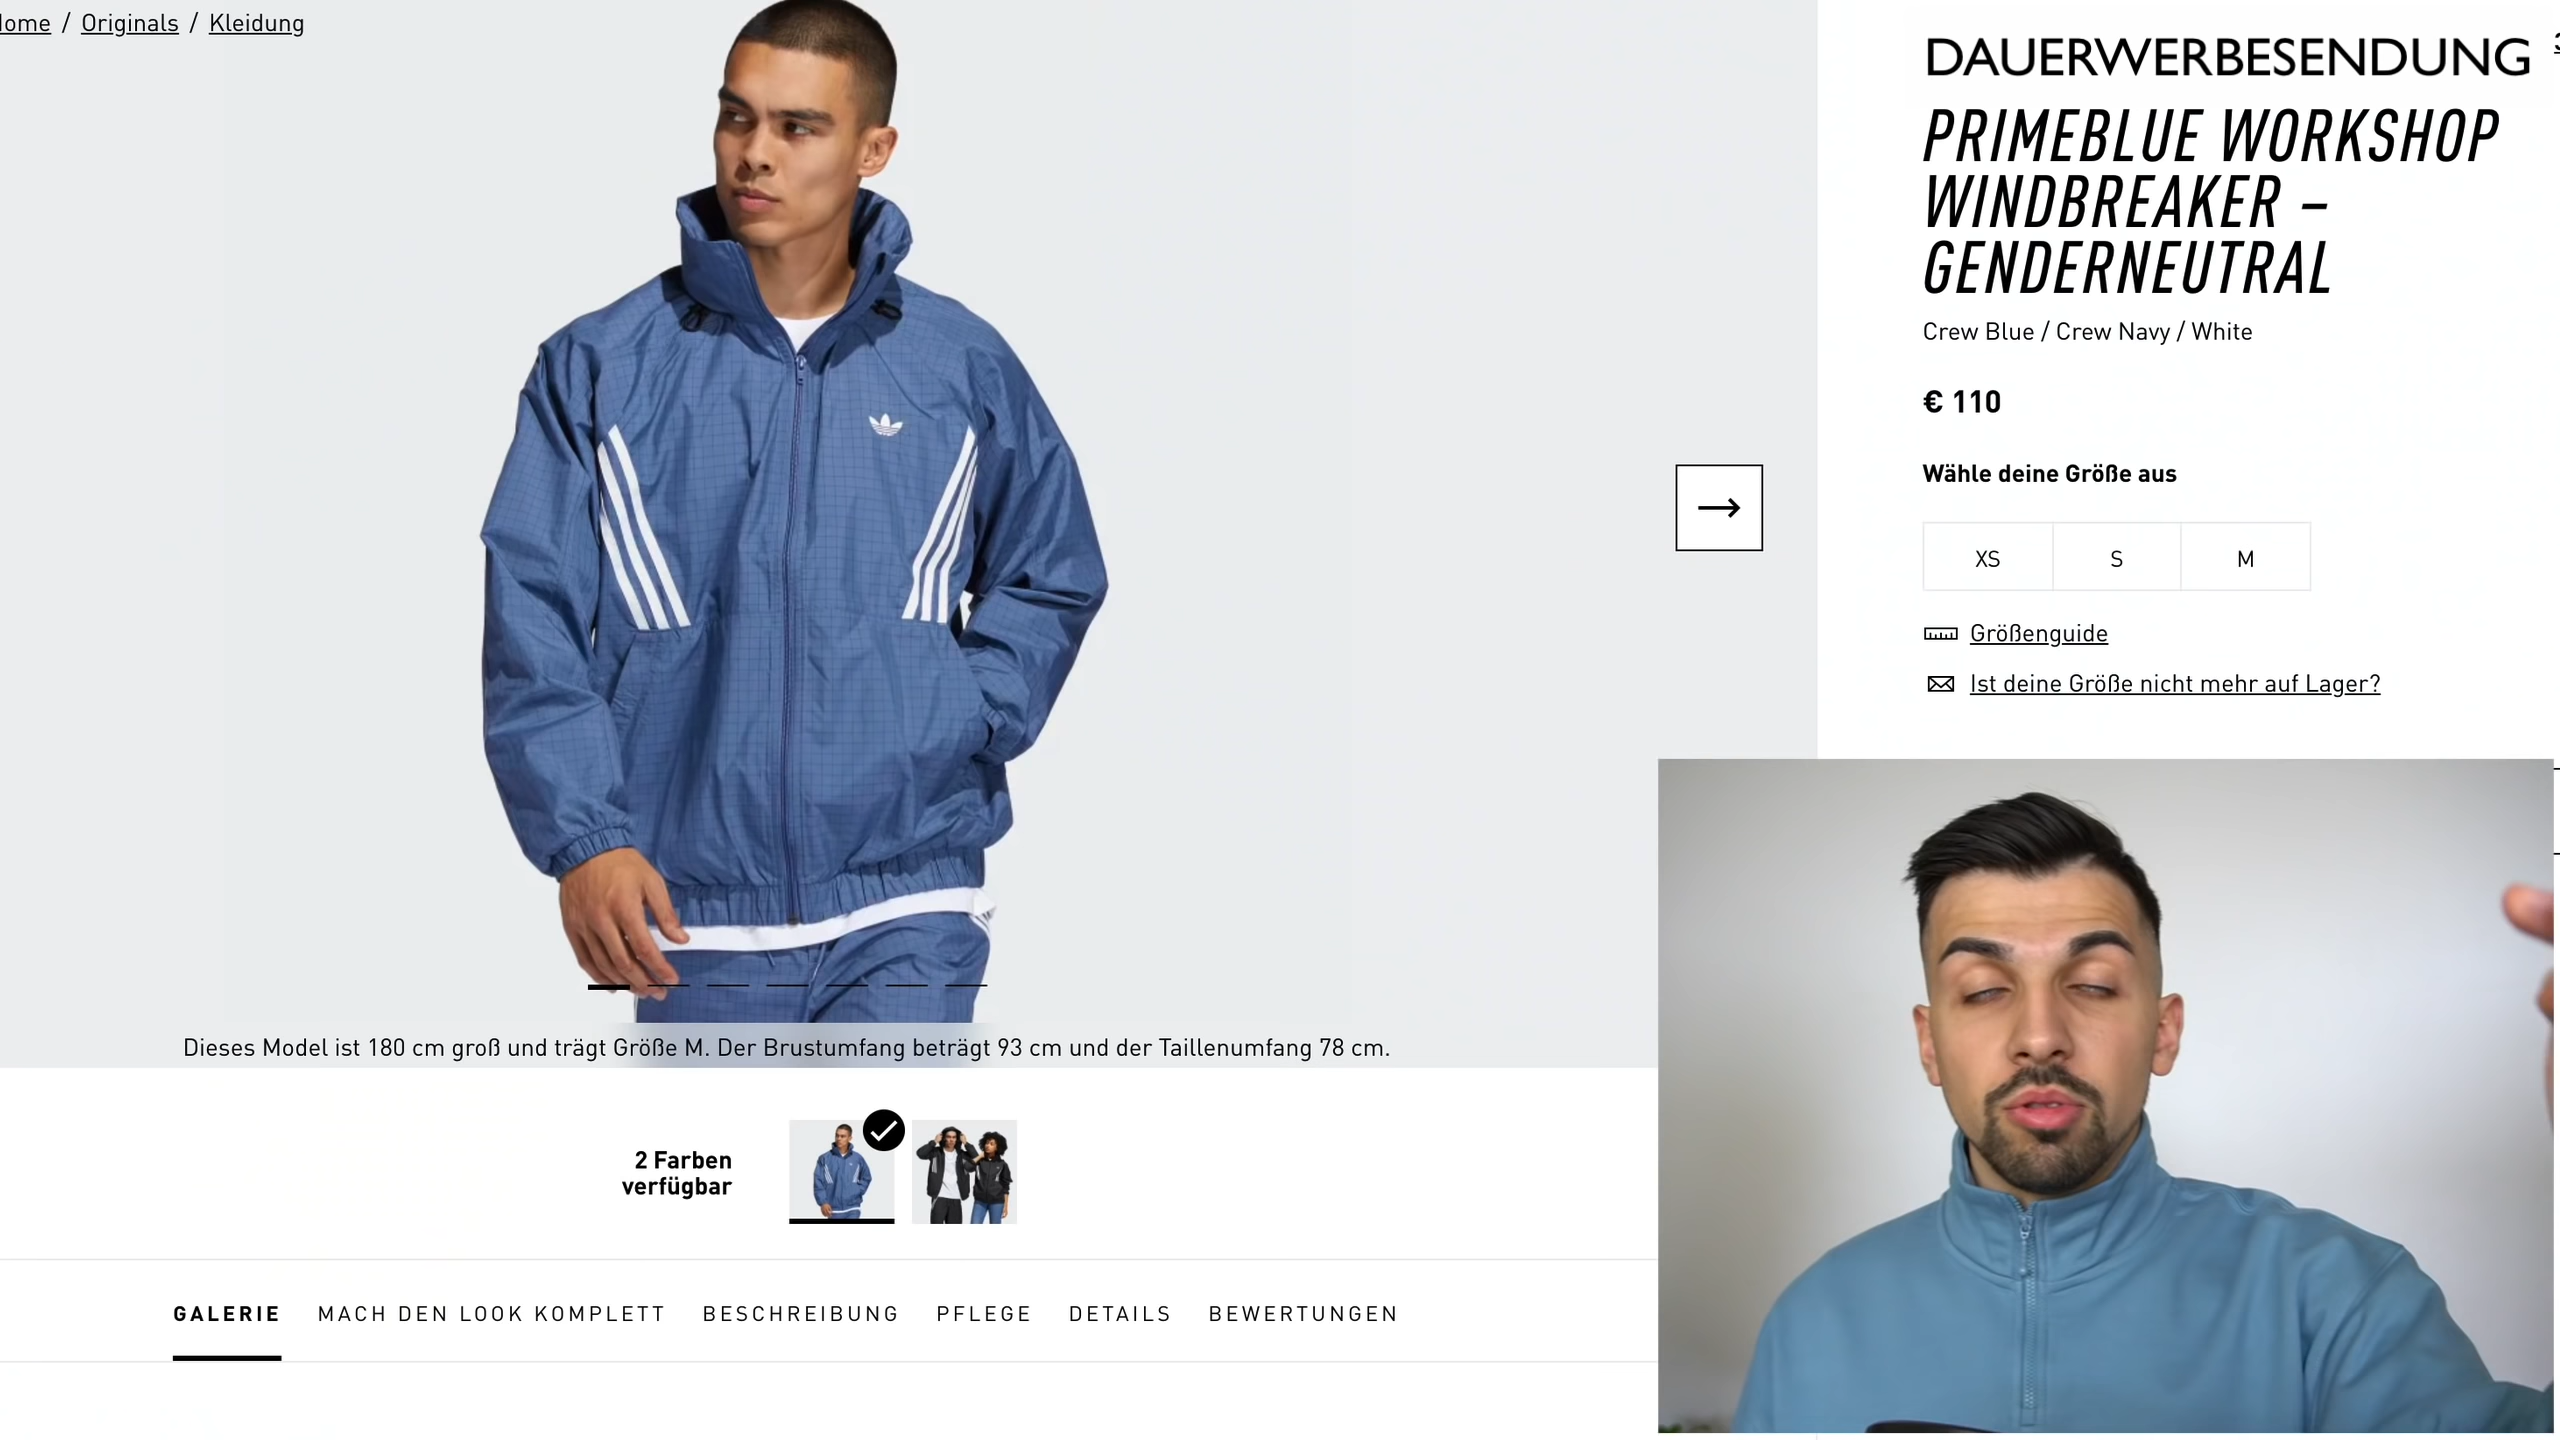 Home / Originals / Kleidung
DAUERWERBESENDUNG
PRIMEBLUE WORKSHOP
WINDBREAKER –
GENDERNEUTRAL
Crew Blue / Crew Navy / White
€ 110
Wähle deine Größe aus
XS S M
Größenguide
Ist deine Größe nicht mehr auf Lager?
Dieses Model ist 180 cm groß und trägt Größe M. Der Brustumfang beträgt 93 cm und der Taillenumfang 78 cm.
2 Farben
verfügbar
GALERIE MACH DEN LOOK KOMPLETT BESCHREIBUNG PFLEGE DETAILS BEWERTUNGEN